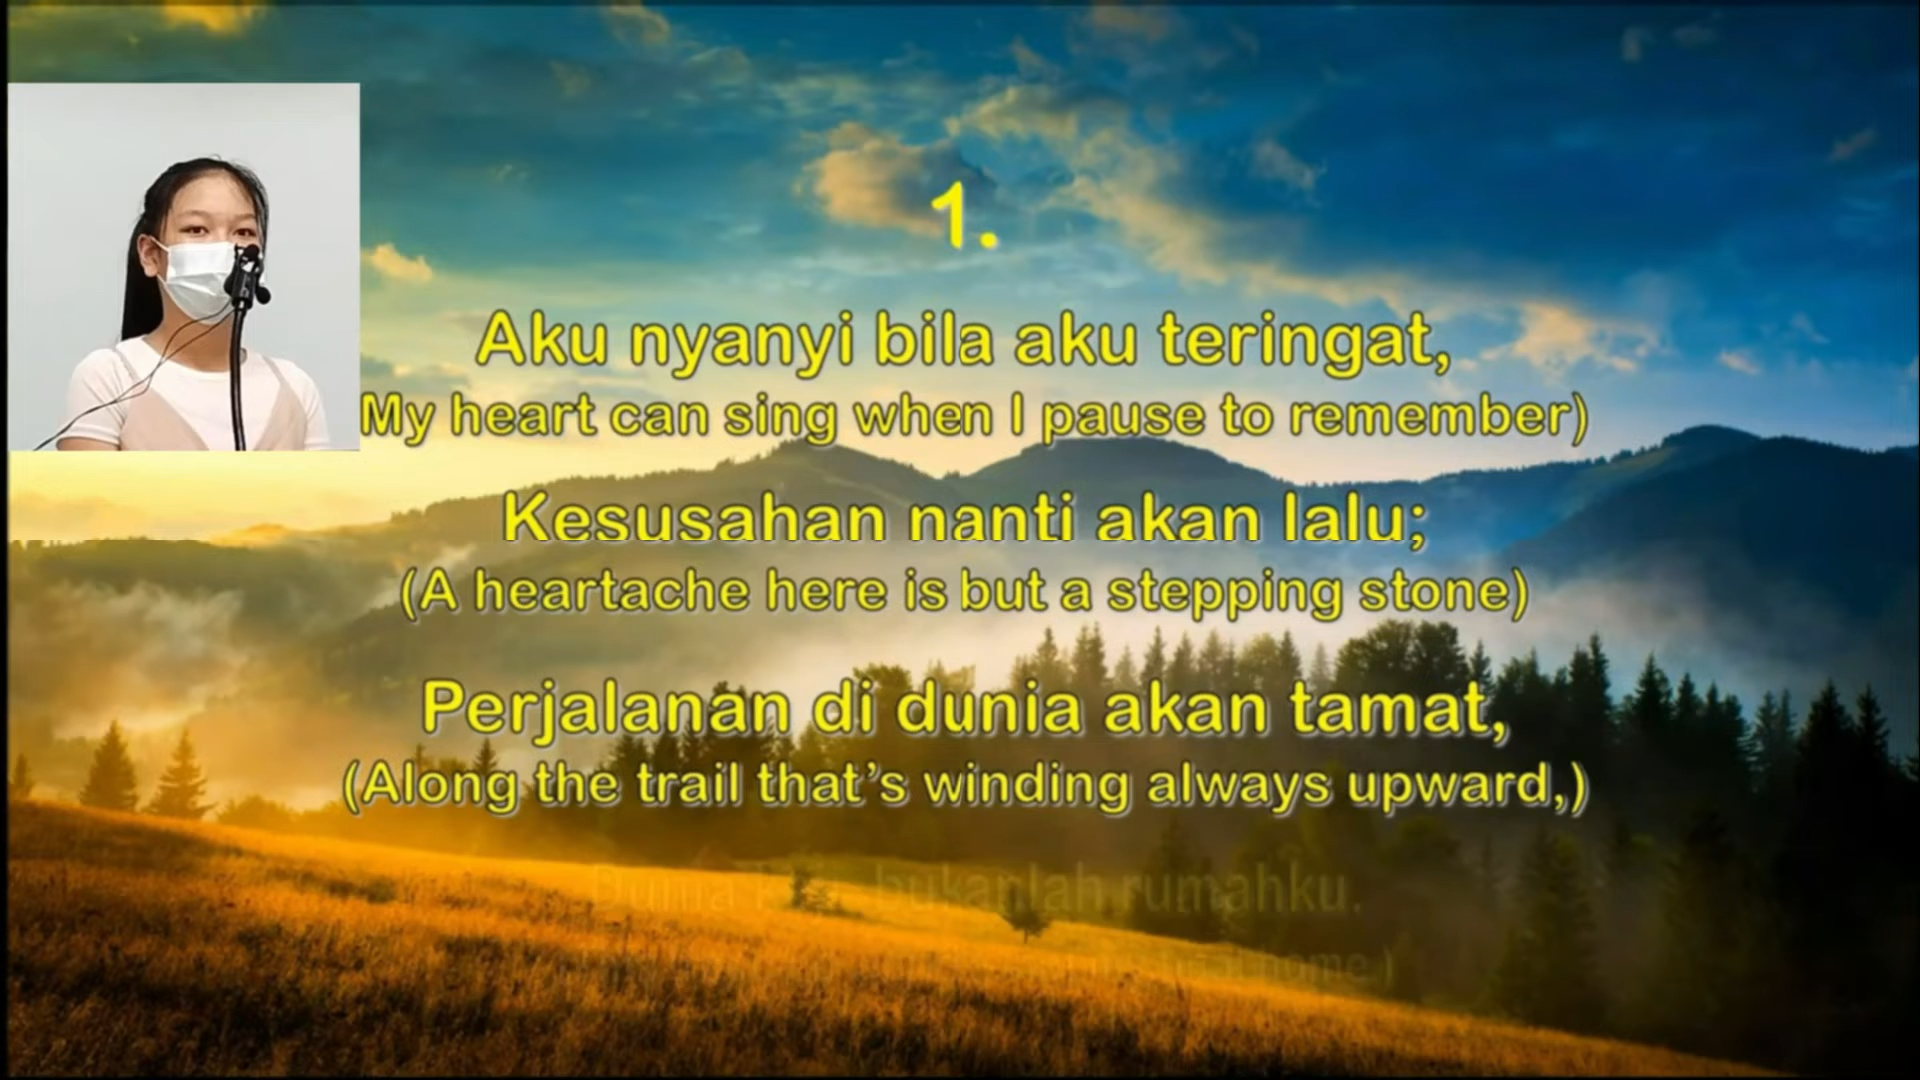 1.
Aku nyanyi bila aku teringat,
My heart can sing when I pause to remember)
Kesusahan nanti akan lalu;
(A heartache here is but a stepping stone)
Perjalanan di dunia akan tamat,
(Along the trail that’s winding always upward,)
Dunia bukanlah rumahku.
home.)